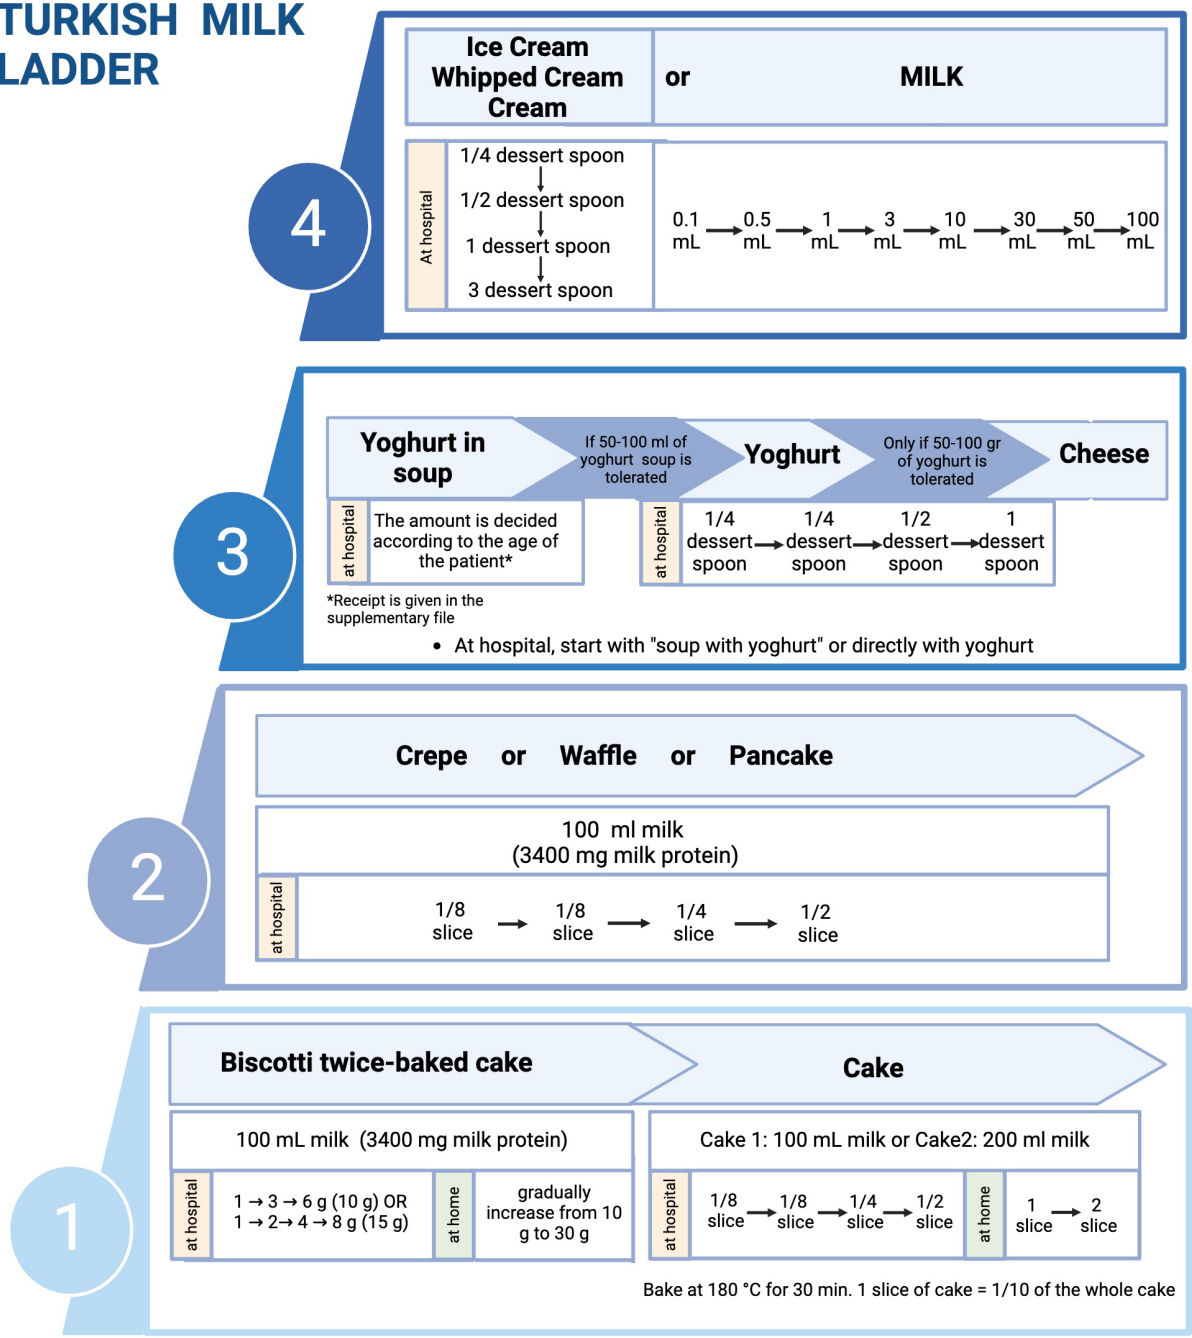 TURKISH MILK
LADDER
Ice Cream
Whipped Cream
Cream
or
MILK
At hospital
1/4 dessert spoon
1/2 dessert spoon
1 dessert spoon
3 dessert spoon
0.1 mL → 0.5 mL → 1 mL → 3 mL → 10 mL → 30 mL → 50 mL → 100 mL
4
Yoghurt in
soup
If 50-100 ml of
yoghurt soup is
tolerated
Yoghurt
Only if 50-100 gr
of yoghurt is
tolerated
Cheese
at hospital
The amount is decided
according to the age of
the patient*
at hospital
1/4 dessert spoon → 1/4 dessert spoon → 1/2 dessert spoon → 1 dessert spoon
*Receipt is given in the
supplementary file
• At hospital, start with "soup with yoghurt" or directly with yoghurt
3
Crepe or Waffle or Pancake
100 ml milk
(3400 mg milk protein)
at hospital
1/8 slice → 1/8 slice → 1/4 slice → 1/2 slice
2
Biscotti twice-baked cake
Cake
100 mL milk (3400 mg milk protein)
at hospital
1 → 3 → 6 g (10 g) OR
1 → 2→ 4 → 8 g (15 g)
at home
gradually
increase from 10
g to 30 g
Cake 1: 100 mL milk or Cake2: 200 ml milk
at hospital
1/8 slice → 1/8 slice → 1/4 slice → 1/2 slice
at home
1 slice → 2 slice
Bake at 180 °C for 30 min. 1 slice of cake = 1/10 of the whole cake
1